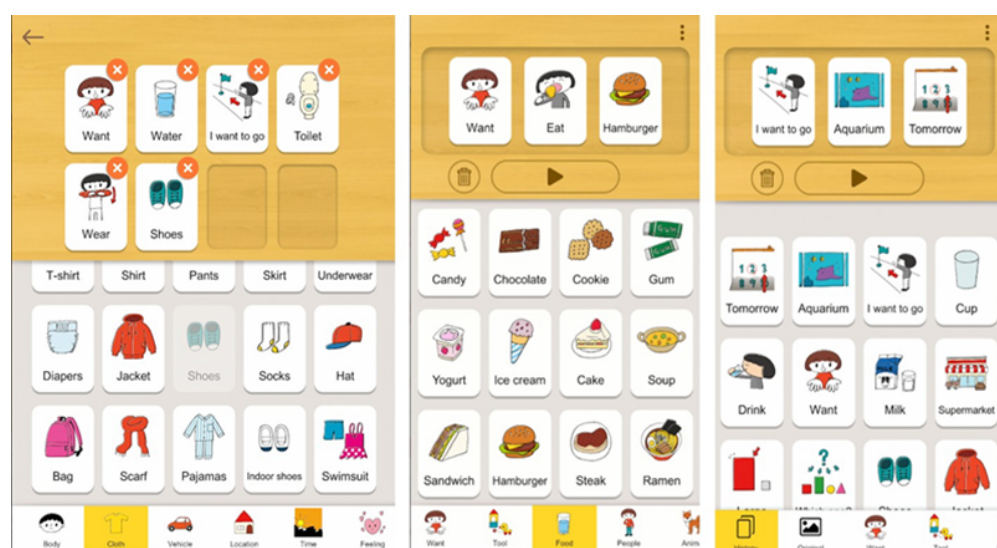 Want
Water
I want to go
Toilet
Wear
Shoes
T-shirt
Shirt
Pants
Skirt
Underwear
Diapers
Jacket
Shoes
Socks
Hat
Bag
Scarf
Pajamas
Indoor shoes
Swimsuit
Body
Cloth
Vehicle
Location
Time
Feeling
Want
Eat
Hamburger
Candy
Chocolate
Cookie
Gum
Yogurt
Ice cream
Cake
Soup
Sandwich
Hamburger
Steak
Ramen
Want
Tool
Food
People
Anim
I want to go
Aquarium
Tomorrow
Tomorrow
Aquarium
I want to go
Cup
Drink
Want
Milk
Supermarket